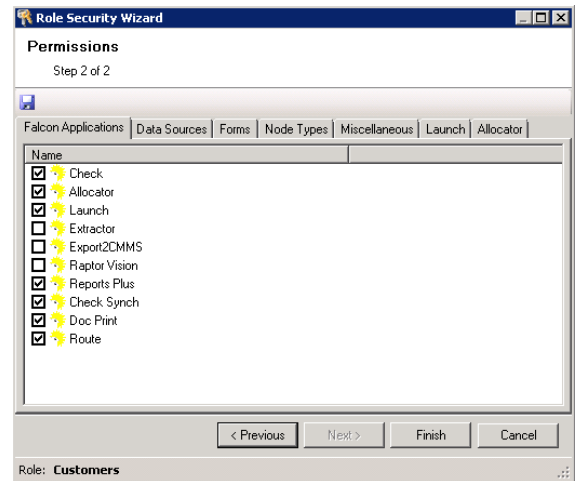 Role Security Wizard
Permissions
Step 2 of 2
Falcon Applications Data Sources Forms Node Types Miscellaneous Launch Allocator
Name
Check
Allocator
Launch
Extractor
Export2CMMS
Raptor Vision
Reports Plus
Check Synch
Doc Print
Route
< Previous Next > Finish Cancel
Role: Customers